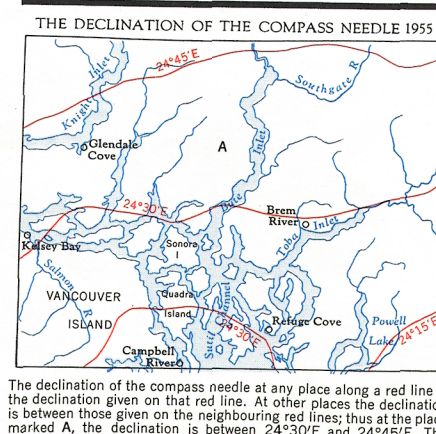 THE DECLINATION OF THE COMPASS NEEDLE 1955
24°45'E
Knight Inlet
Southgate R
Glendale
Cove
A
Inlet
Bute
24°30'E
Brem
River
Toba Inlet
Kelsey Bay
Sonora
I
Salmon
R
VANCOUVER
ISLAND
Quadra
Island
Channel
24°30'E
Refuge Cove
Powell
Lake
24°15'E
Campbell
River
The declination of the compass needle at any place along a red line
the declination given on that red line. At other places the
is between those given on the neighbouring red lines; thus at the
marked A, the declination is between 24°30'E and 24°45'E.